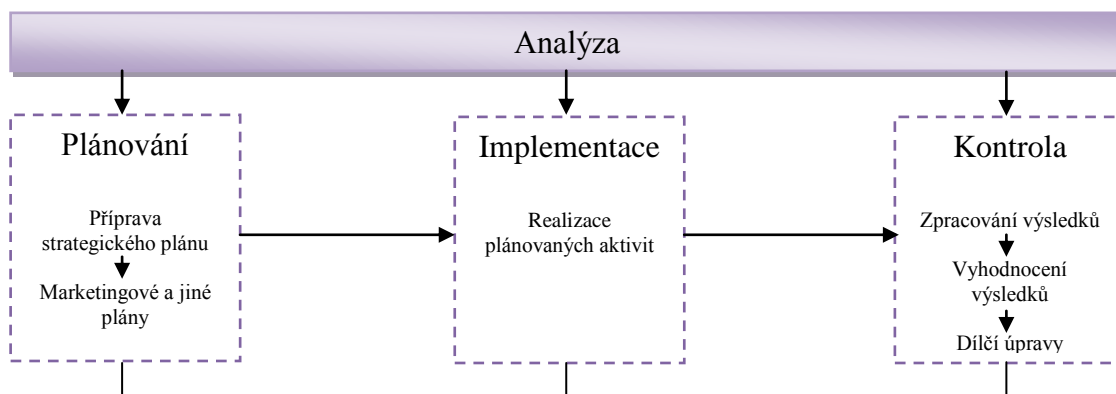 Analýza
Plánování
Příprava
strategického plánu
Marketingové a jiné
plány
Implementace
Realizace
plánovaných aktivit
Kontrola
Zpracování výsledků
Vyhodnocení
výsledků
Dílčí úpravy